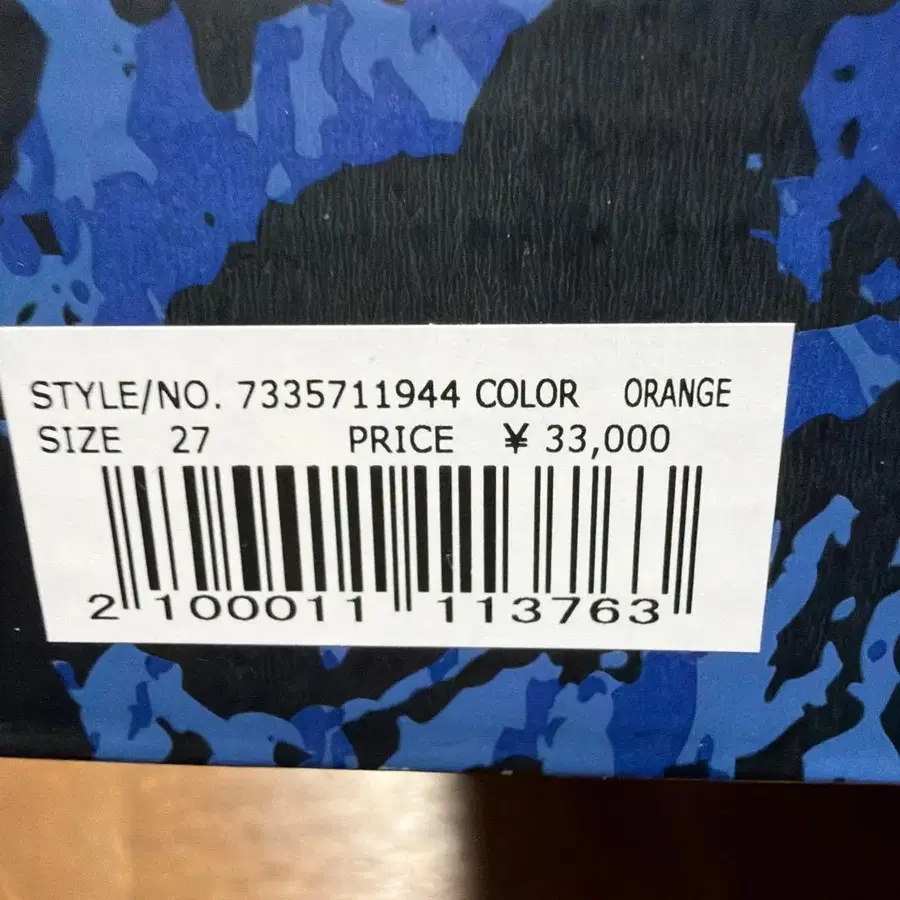 STYLE/NO. 7335711944 COLOR ORANGE
SIZE 27 PRICE ¥ 33,000
2 100011 113763